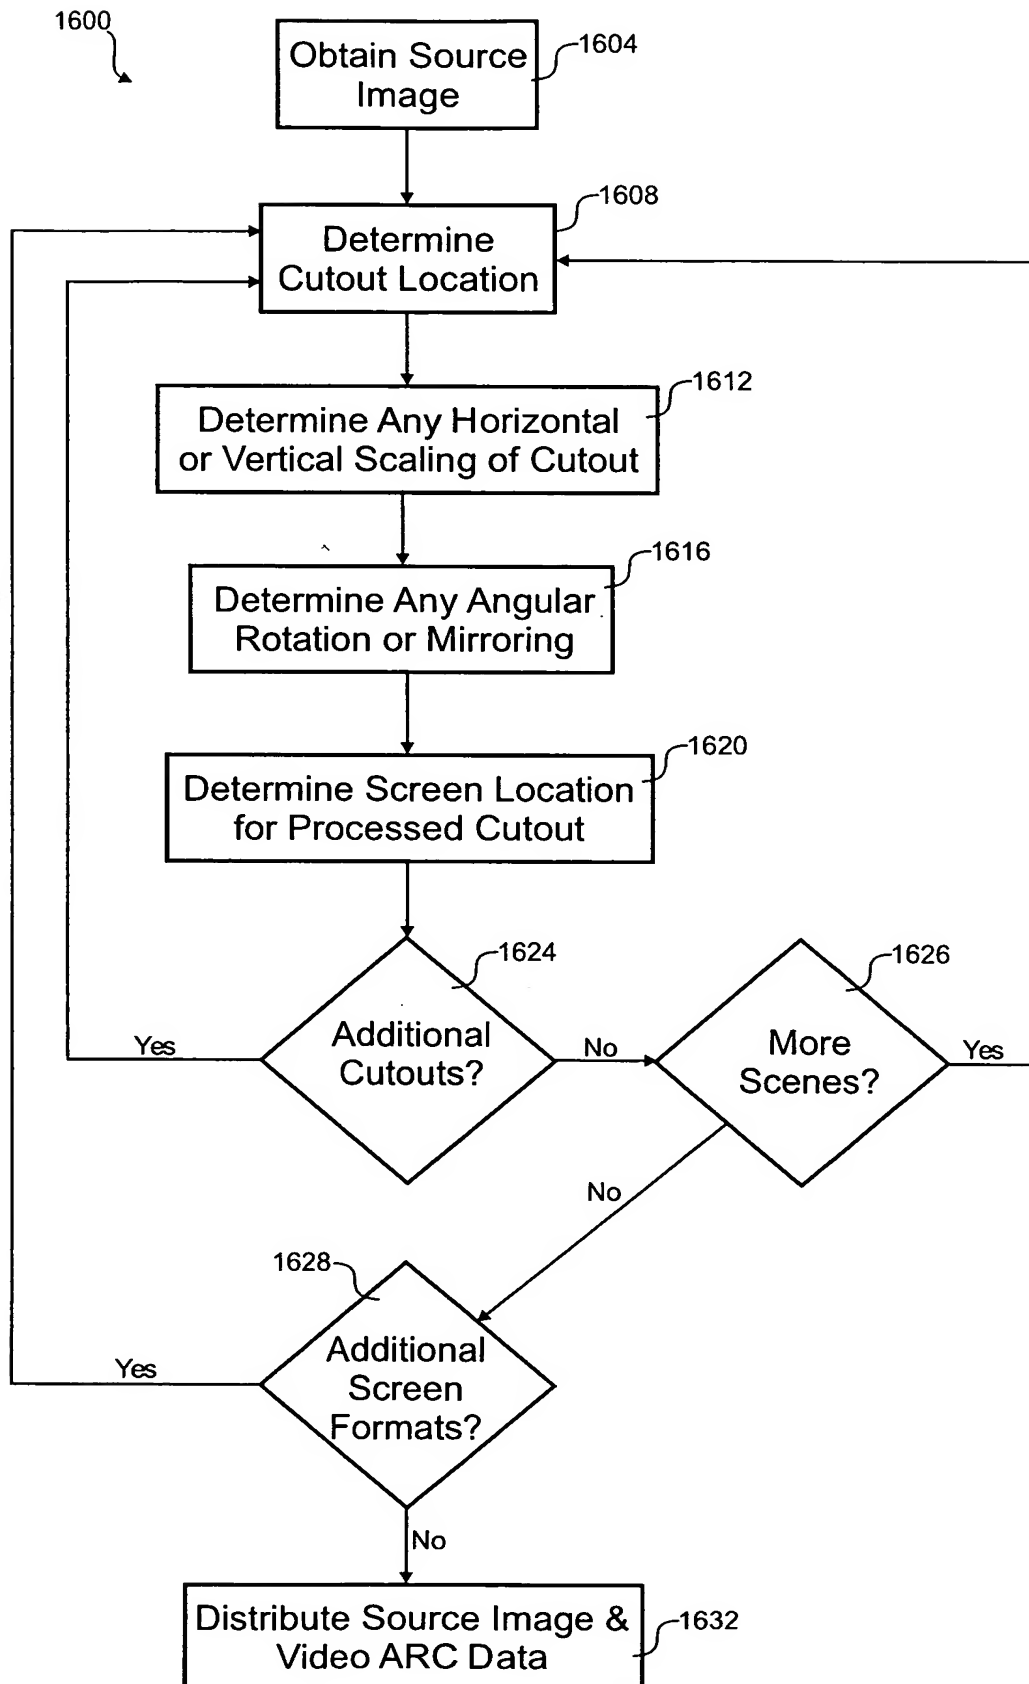 1600
Obtain Source
Image
1604
1608
Determine
Cutout Location
1612
Determine Any Horizontal
or Vertical Scaling of Cutout
1616
Determine Any Angular
Rotation or Mirroring
1620
Determine Screen Location
for Processed Cutout
1624
Additional
Cutouts?
Yes
No
1626
More
Scenes?
Yes
No
1628
Additional
Screen
Formats?
Yes
No
Distribute Source Image &
Video ARC Data
1632